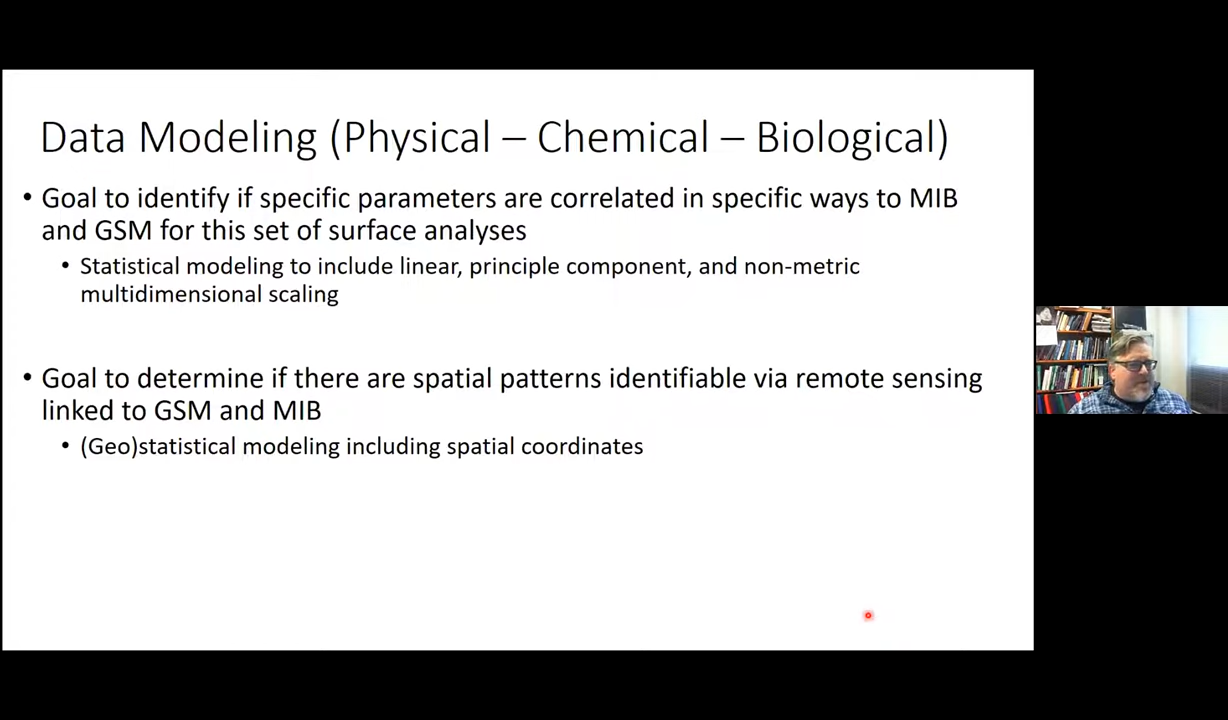 Data Modeling (Physical – Chemical – Biological)
• Goal to identify if specific parameters are correlated in specific ways to MIB
and GSM for this set of surface analyses
• Statistical modeling to include linear, principle component, and non-metric
multidimensional scaling
• Goal to determine if there are spatial patterns identifiable via remote sensing
linked to GSM and MIB
• (Geo)statistical modeling including spatial coordinates